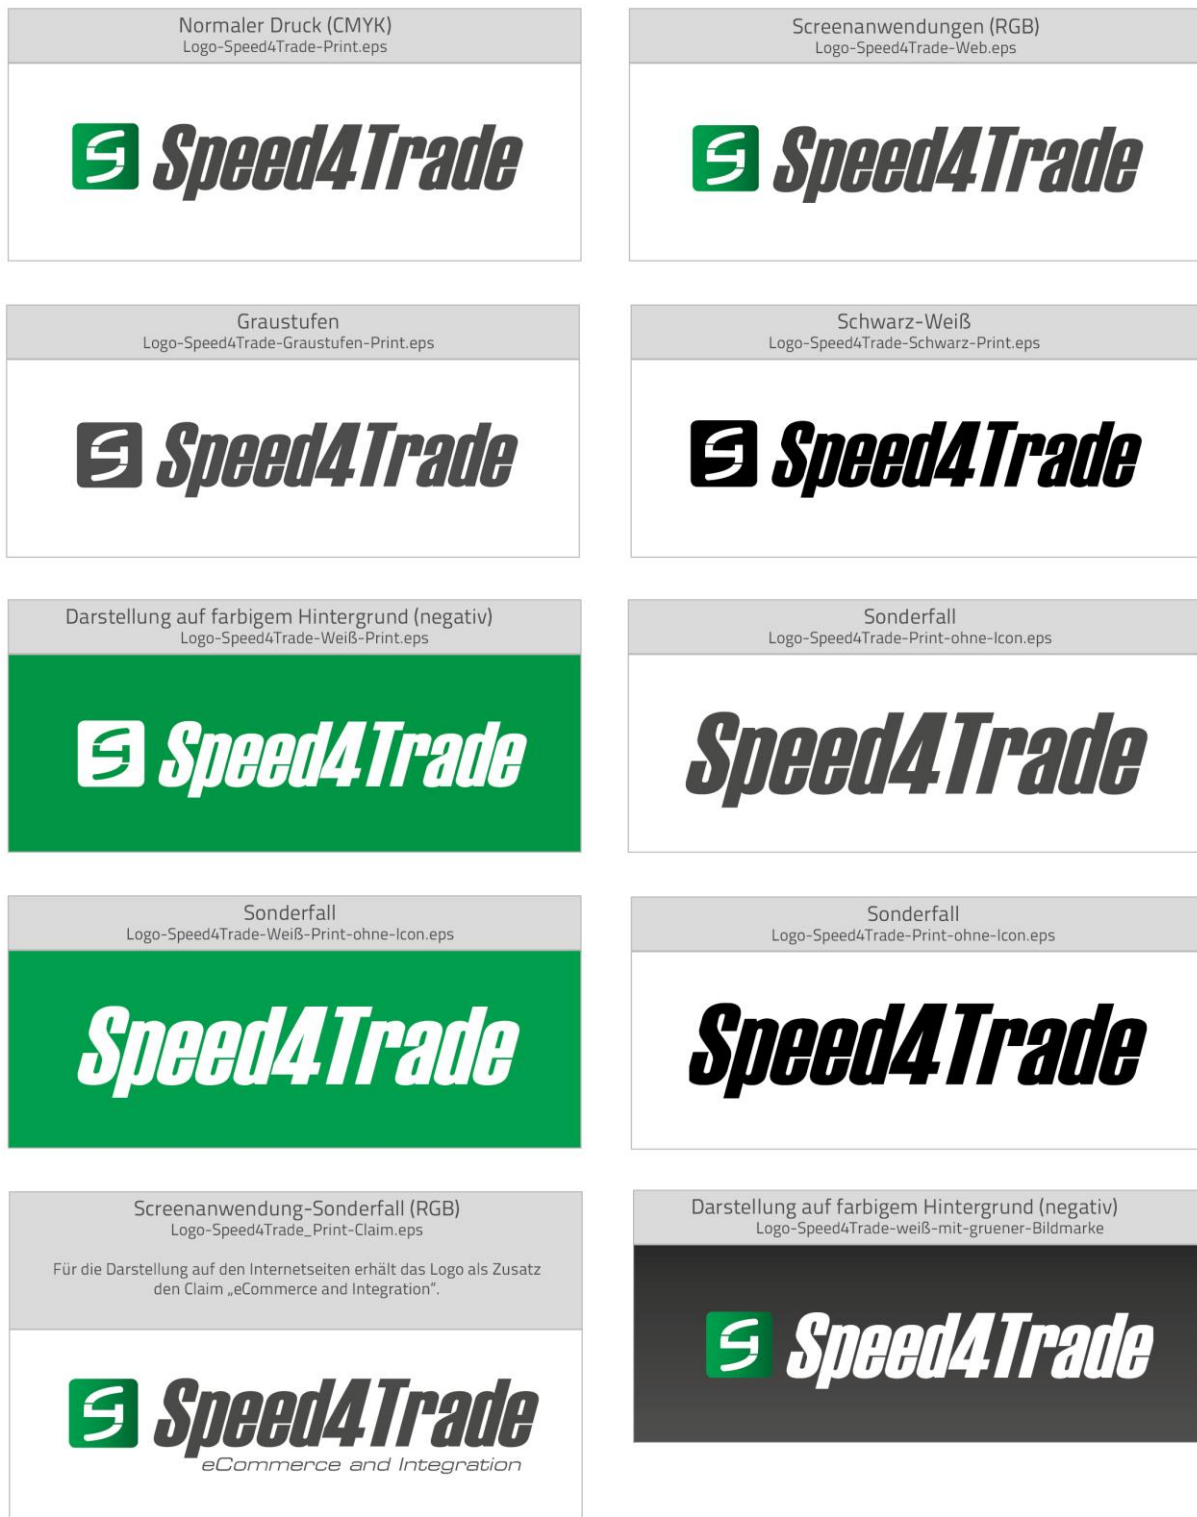 Normaler Druck (CMYK)
Logo-Speed4Trade-Print.eps
Speed4Trade
Screenanwendungen (RGB)
Logo-Speed4Trade-Web.eps
Speed4Trade
Graustufen
Logo-Speed4Trade-Graustufen-Print.eps
Speed4Trade
Schwarz-Weiß
Logo-Speed4Trade-Schwarz-Print.eps
Speed4Trade
Darstellung auf farbigem Hintergrund (negativ)
Logo-Speed4Trade-Weiß-Print.eps
Speed4Trade
Sonderfall
Logo-Speed4Trade-Print-ohne-Icon.eps
Speed4Trade
Sonderfall
Logo-Speed4Trade-Weiß-Print-ohne-Icon.eps
Speed4Trade
Sonderfall
Logo-Speed4Trade-Print-ohne-Icon.eps
Speed4Trade
Screenanwendung-Sonderfall (RGB)
Logo-Speed4Trade_Print-Claim.eps
Für die Darstellung auf den Internetseiten erhält das Logo als Zusatz
den Claim „eCommerce and Integration“.
Speed4Trade
eCommerce and Integration
Darstellung auf farbigem Hintergrund (negativ)
Logo-Speed4Trade-weiß-mit-gruener-Bildmarke
Speed4Trade